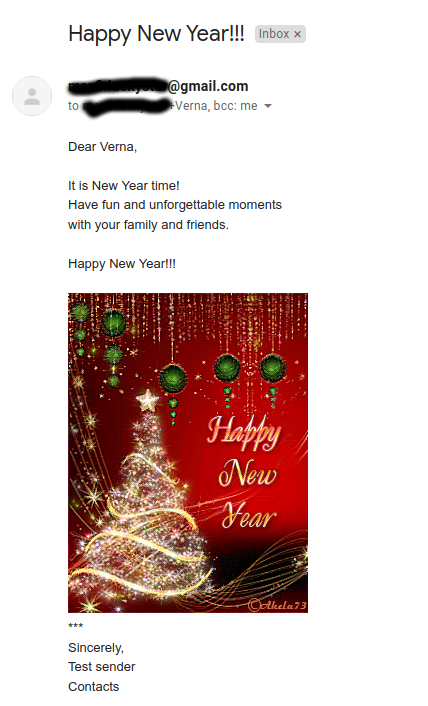 Happy New Year!!! Inbox ×
@gmail.com
to +Verna, bcc: me
Dear Verna,
It is New Year time!
Have fun and unforgettable moments
with your family and friends.
Happy New Year!!!
Happy
New
Year
©Akela73
***
Sincerely,
Test sender
Contacts